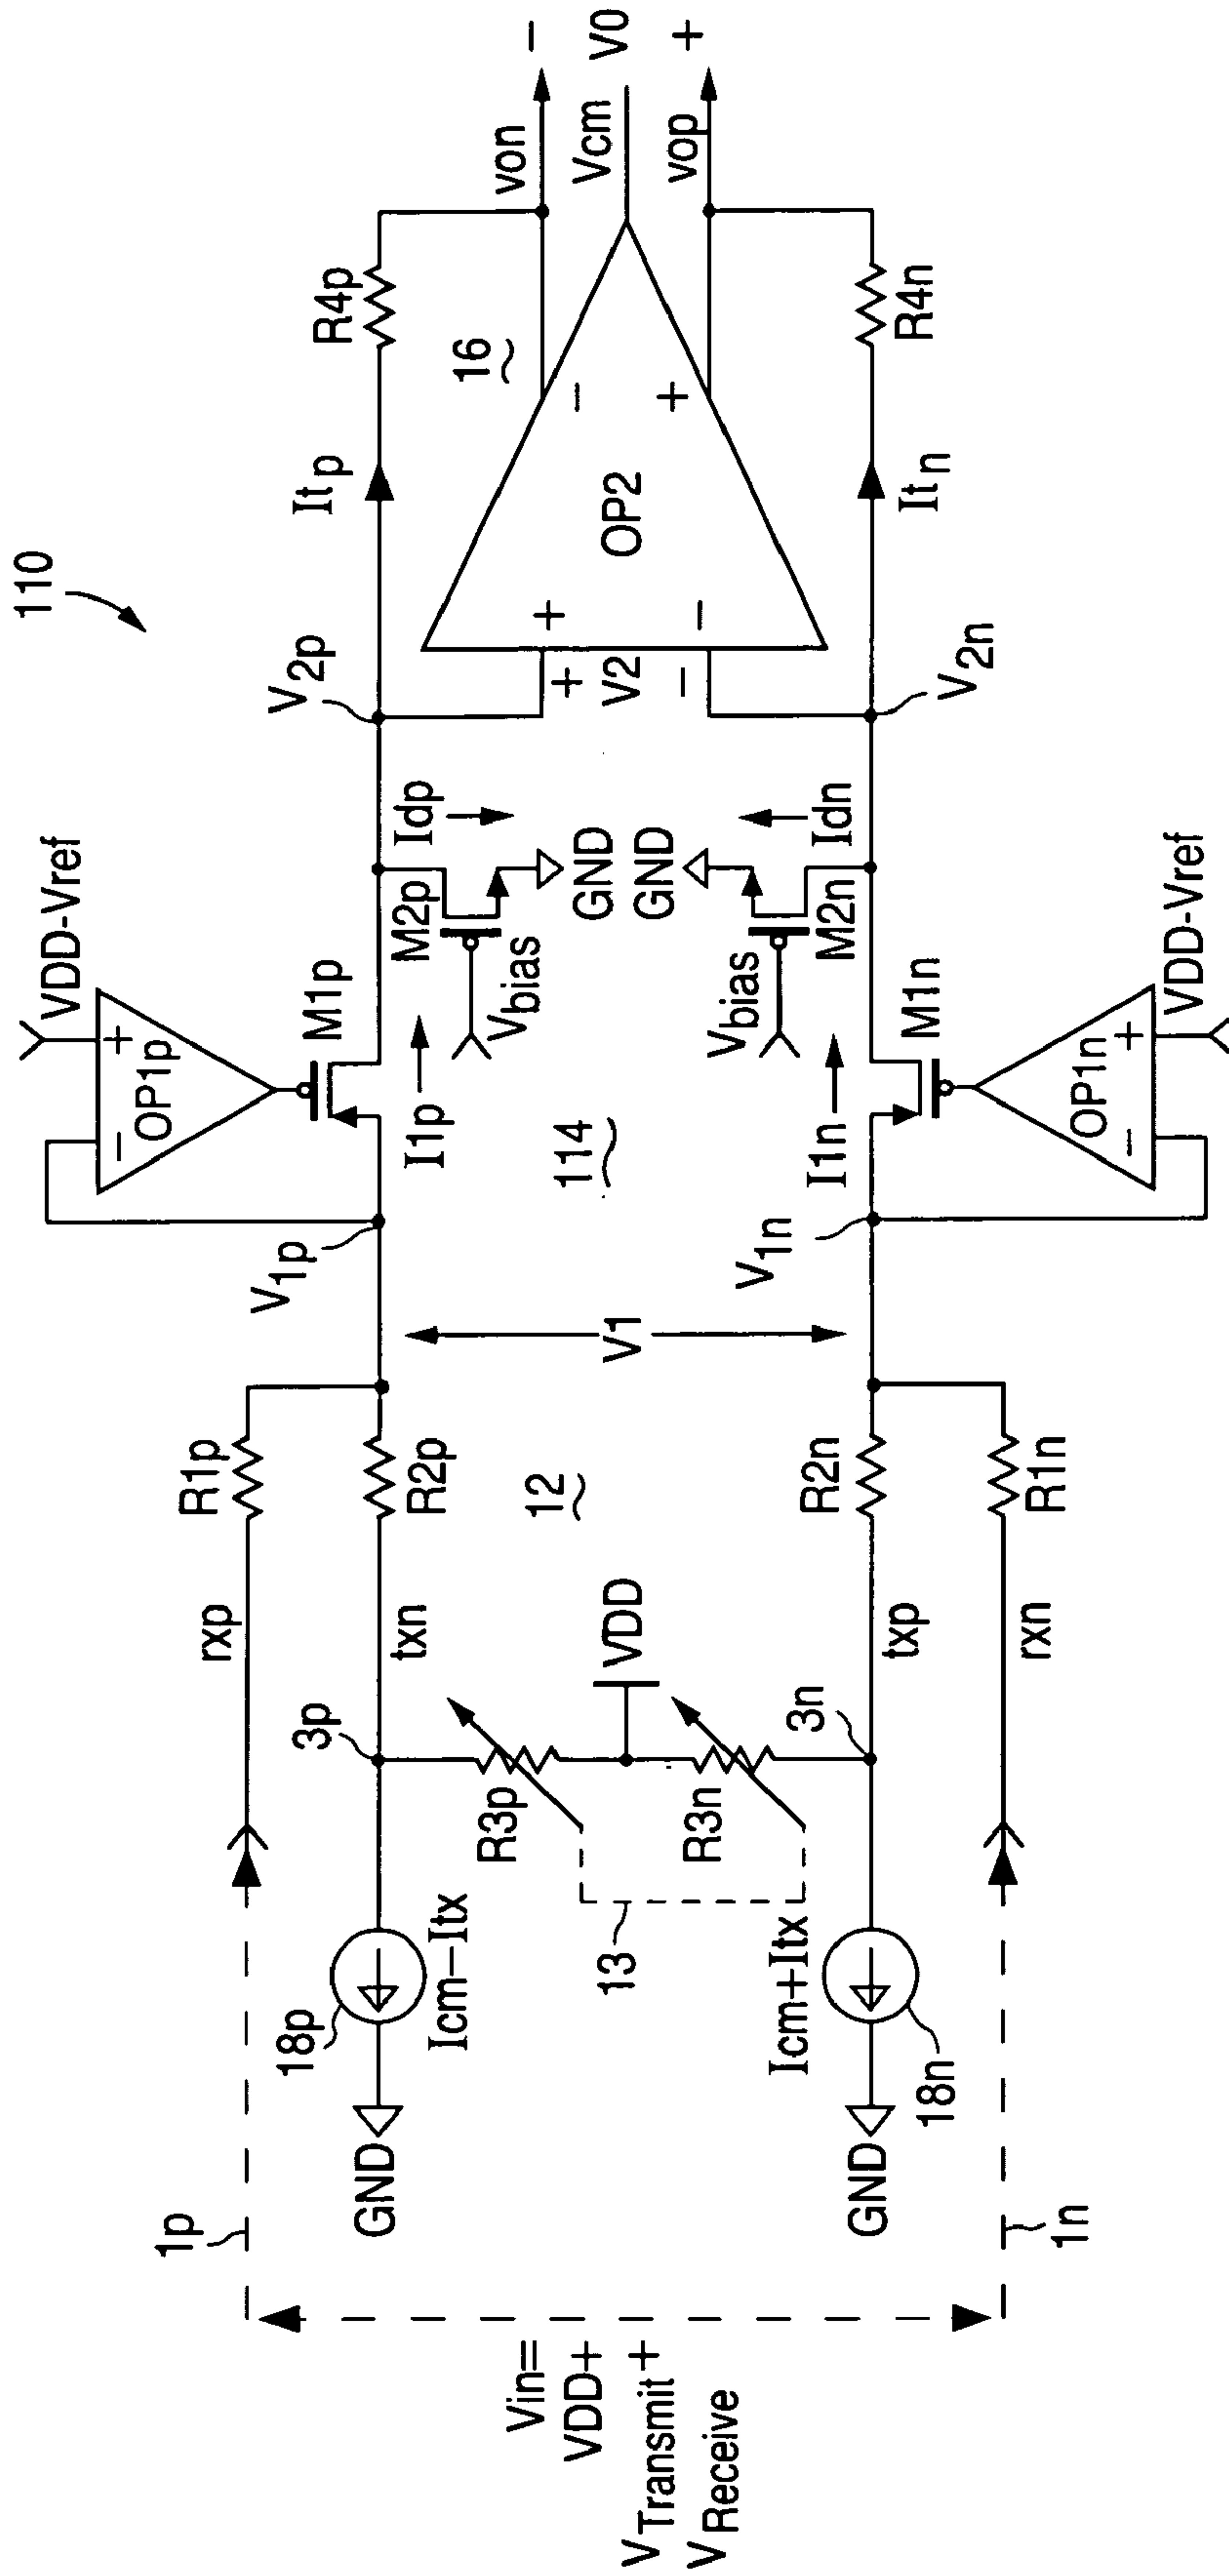 110
VDD-Vref
+
−
OP1p
M1p
V1p
I1p
M2p
Vbias
Idp
GND
V2p
Itp
R4p
16
von
−
Vcm
V0
vop
+
OP2
+
−
−
+
+
V2
−
V2n
Itn
R4n
Idn
GND
M2n
Vbias
M1n
I1n
V1n
OP1n
+
−
VDD-Vref
114
V1
R1p
rxp
R2p
txn
12
3p
R3p
VDD
R3n
3n
13
R2n
txp
R1n
rxn
Icm−Itx
18p
GND
Icm+Itx
18n
GND
1p
1n
Vin=
VDD+
VTransmit+
VReceive